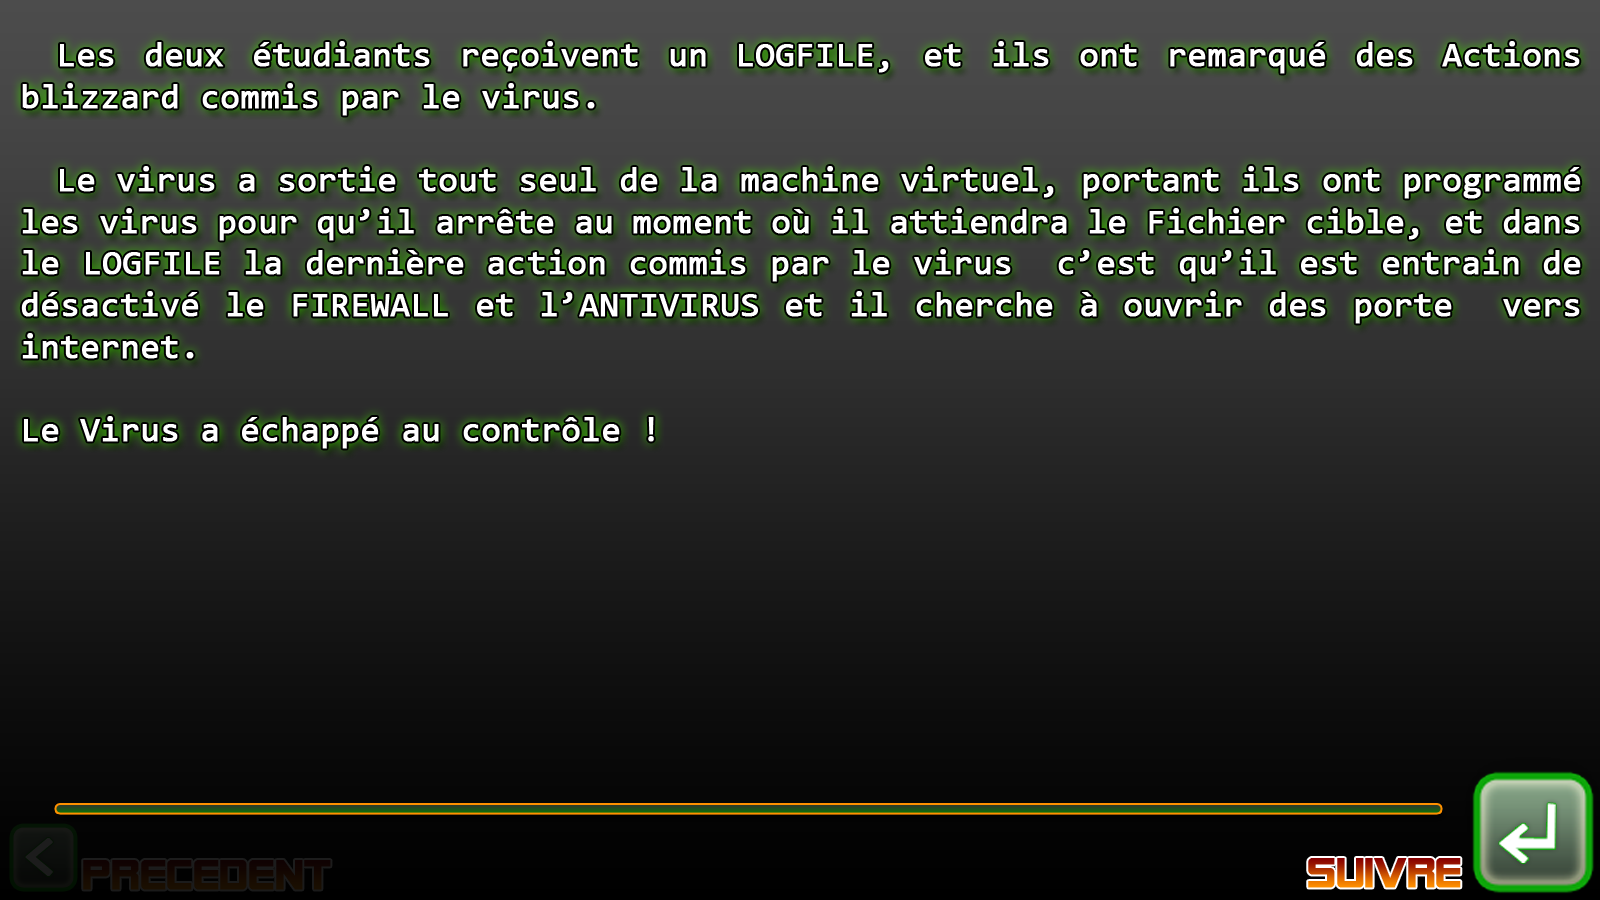 Les deux étudiants reçoivent un LOGFILE, et ils ont remarqué des Actions
blizzard commis par le virus.
Le virus a sortie tout seul de la machine virtuel, portant ils ont programmé
les virus pour qu’il arrête au moment où il attiendra le Fichier cible, et dans
le LOGFILE la dernière action commis par le virus c’est qu’il est entrain de
désactivé le FIREWALL et l’ANTIVIRUS et il cherche à ouvrir des porte vers
internet.
Le Virus a échappé au contrôle !
PRECEDENT
SUIVRE